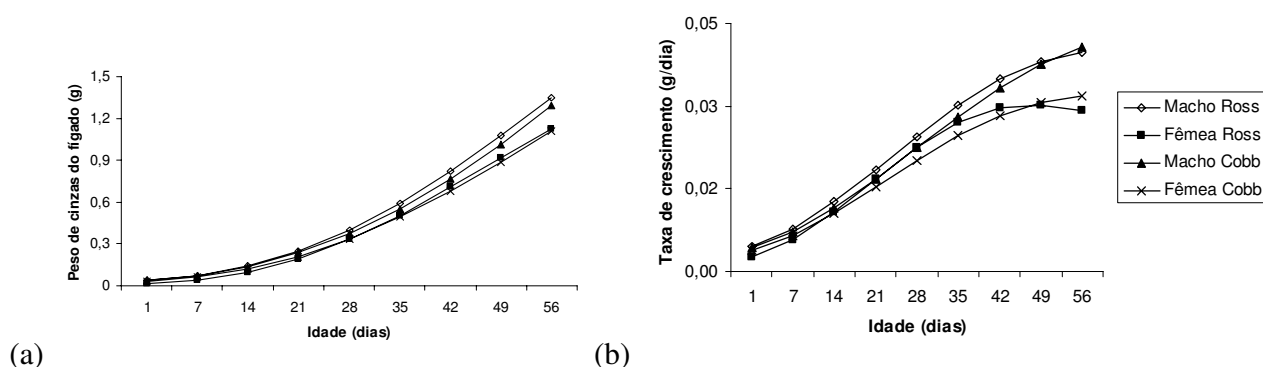 Peso de cinzas do fígado (g)
1,5
1,2
0,9
0,6
0,3
0
1 7 14 21 28 35 42 49 56
Idade (dias)
(a)
Taxa de crescimento (g/dia)
0,05
0,03
0,02
0,00
1 7 14 21 28 35 42 49 56
Idade (dias)
(b)
Macho Ross
Fêmea Ross
Macho Cobb
Fêmea Cobb